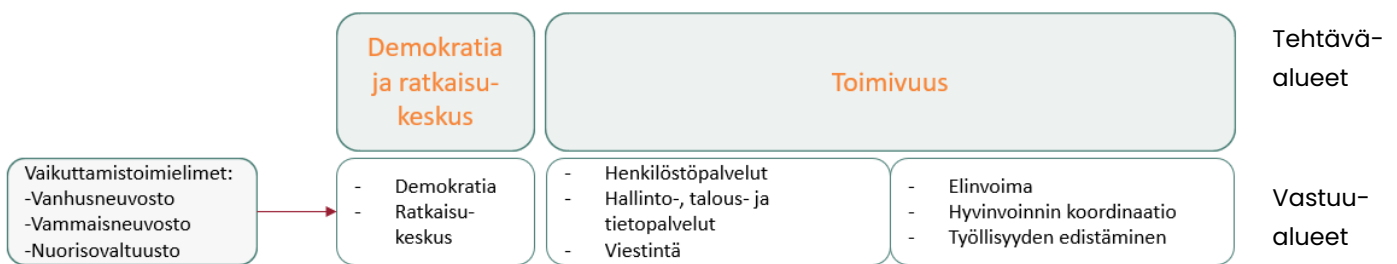 Demokratia
ja ratkaisu-
keskus
Toimivuus
Tehtävä-
alueet
Vaikuttamistoimielimet:
-Vanhusneuvosto
-Vammaisneuvosto
-Nuorisovaltuusto
- Demokratia
- Ratkaisu-
keskus
- Henkilöstöpalvelut
- Hallinto-, talous- ja
tietopalvelut
- Viestintä
- Elinvoima
- Hyvinvoinnin koordinaatio
- Työllisyyden edistäminen
Vastuu-
alueet